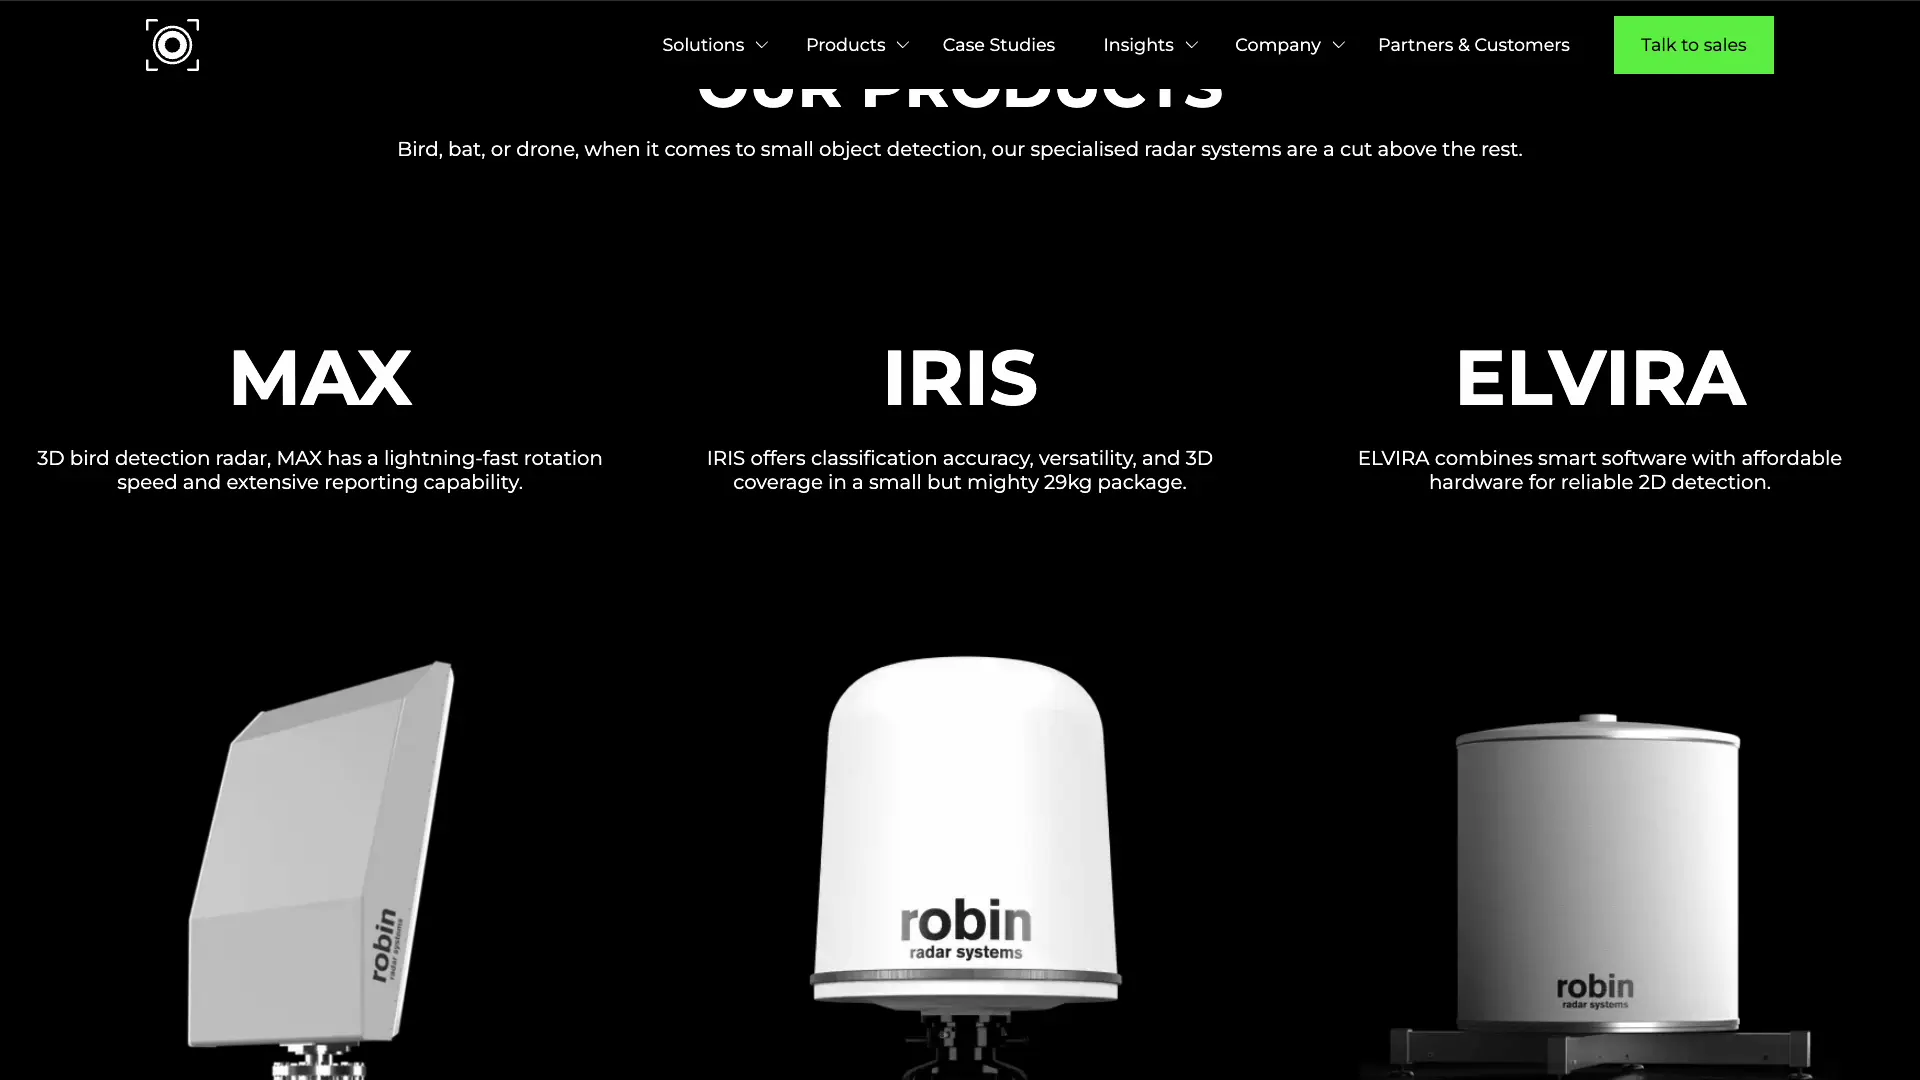 Solutions Products Case Studies Insights Company Partners & Customers Talk to sales
OUR PRODUCTS
Bird, bat, or drone, when it comes to small object detection, our specialised radar systems are a cut above the rest.
MAX
3D bird detection radar, MAX has a lightning-fast rotation
speed and extensive reporting capability.
IRIS
IRIS offers classification accuracy, versatility, and 3D
coverage in a small but mighty 29kg package.
ELVIRA
ELVIRA combines smart software with affordable
hardware for reliable 2D detection.
robin
radar systems
robin
radar systems
robin
radar systems